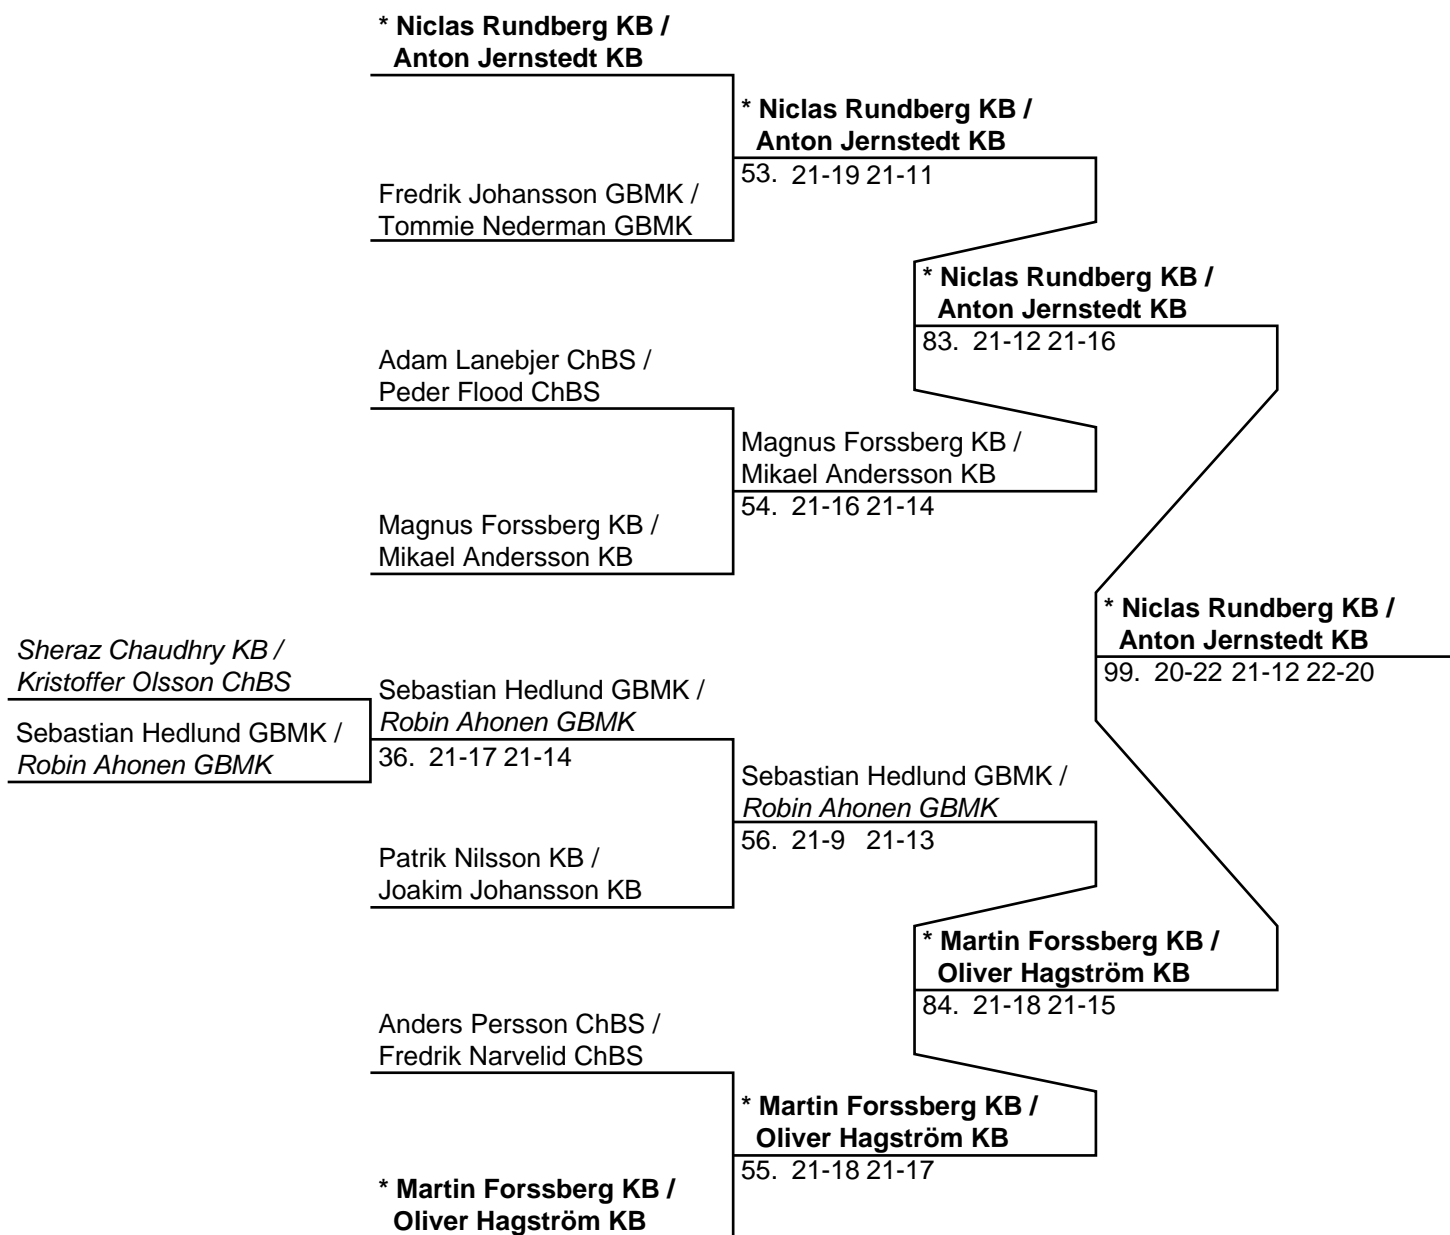 * Niclas Rundberg KB /
Anton Jernstedt KB
* Niclas Rundberg KB /
Anton Jernstedt KB
53. 21-19 21-11
Fredrik Johansson GBMK /
Tommie Nederman GBMK
* Niclas Rundberg KB /
Anton Jernstedt KB
83. 21-12 21-16
Adam Lanebjer ChBS /
Peder Flood ChBS
Magnus Forssberg KB /
Mikael Andersson KB
54. 21-16 21-14
Magnus Forssberg KB /
Mikael Andersson KB
* Niclas Rundberg KB /
Anton Jernstedt KB
99. 20-22 21-12 22-20
Sheraz Chaudhry KB /
Kristoffer Olsson ChBS
Sebastian Hedlund GBMK /
Robin Ahonen GBMK
36. 21-17 21-14
Sebastian Hedlund GBMK /
Robin Ahonen GBMK
Sebastian Hedlund GBMK /
Robin Ahonen GBMK
56. 21-9 21-13
Patrik Nilsson KB /
Joakim Johansson KB
* Martin Forssberg KB /
Oliver Hagström KB
84. 21-18 21-15
Anders Persson ChBS /
Fredrik Narvelid ChBS
* Martin Forssberg KB /
Oliver Hagström KB
55. 21-18 21-17
* Martin Forssberg KB /
Oliver Hagström KB